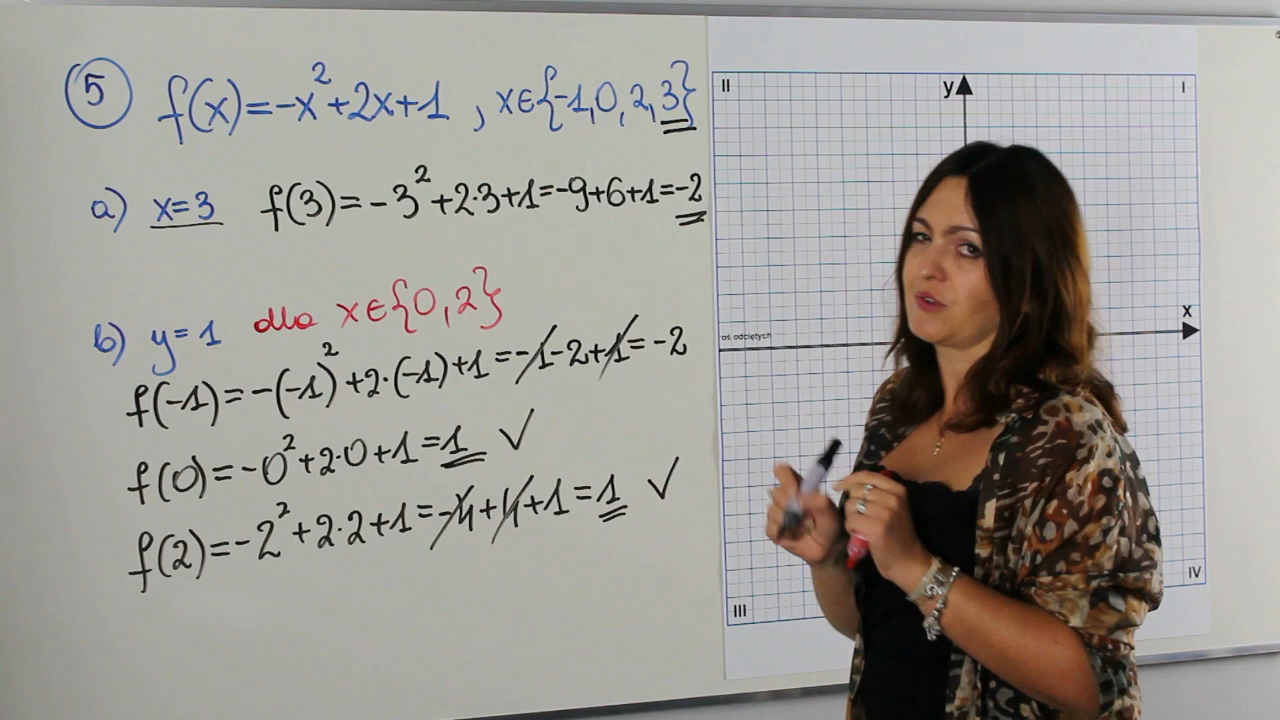 5 f(x)=-x²+2x+1 , x∈{-1,0,2,3}
a) x=3 f(3)=-3²+2·3+1=-9+6+1=-2
b) y=1 dla x∈{0,2}
f(-1)=-(-1)²+2·(-1)+1=-1-2+1=-2
f(0)=-0²+2·0+1=1 ✓
f(2)=-2²+2·2+1=-4+4+1=1 ✓
II y I
x
oś odciętych
III IV